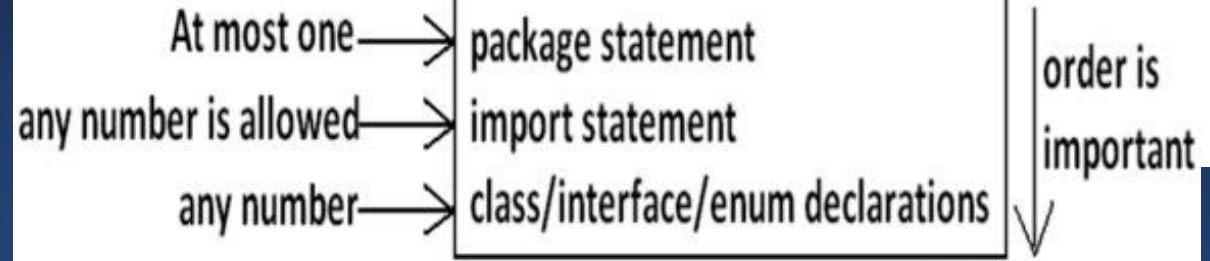 At most one package statement
any number is allowed import statement
any number class/interface/enum declarations
order is
important